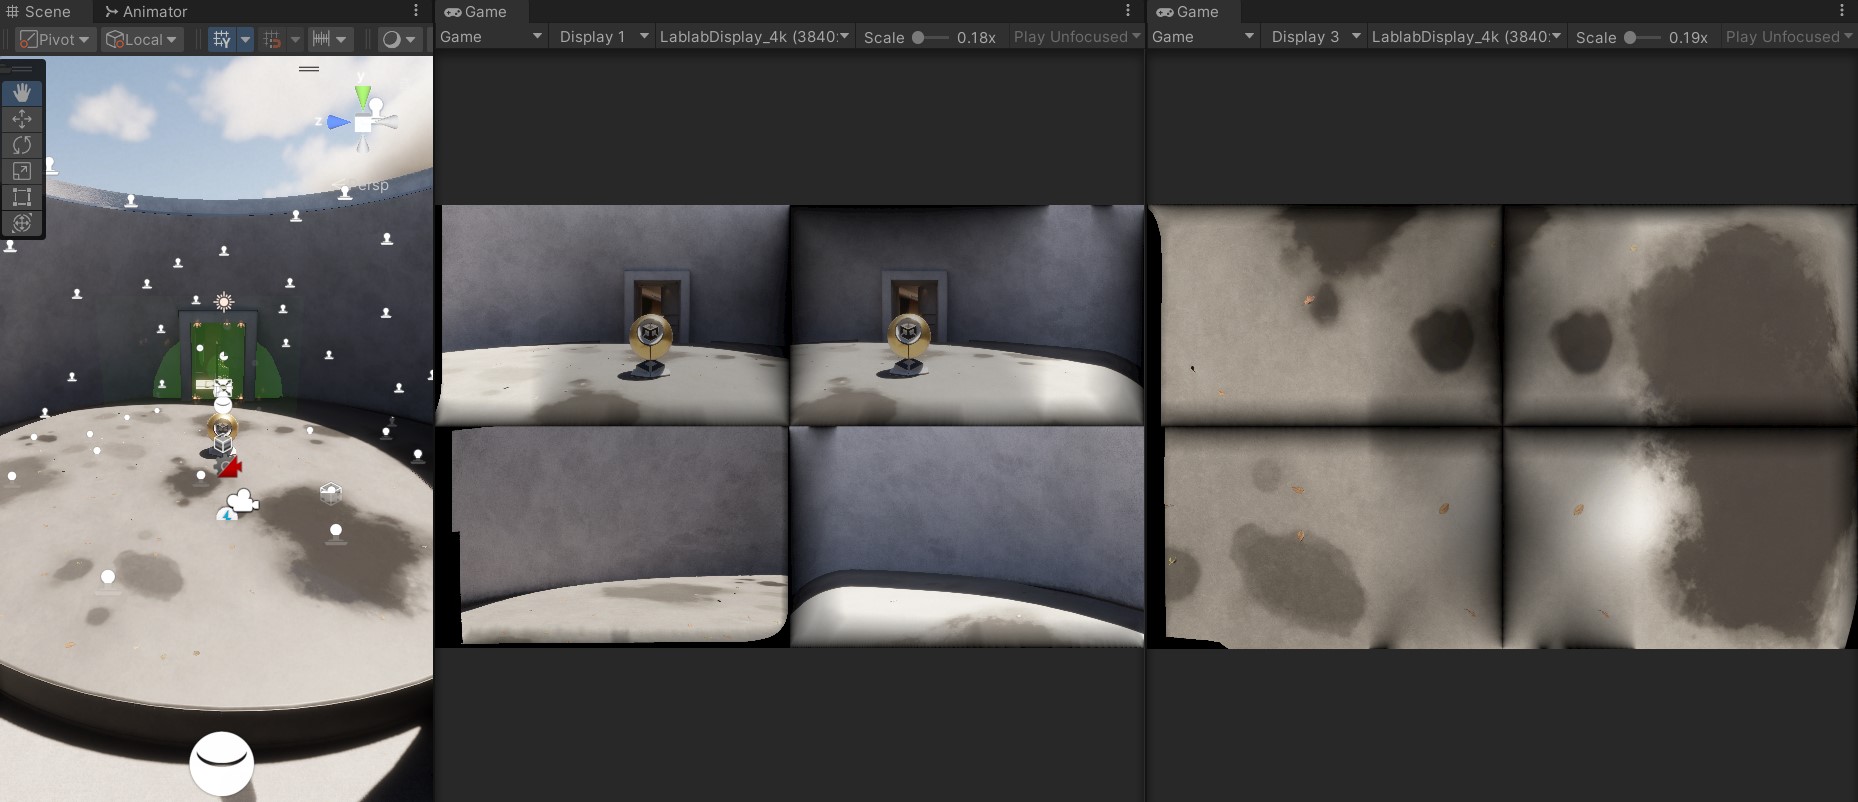 Scene
Animator
Pivot
Local
y
z
Persp
Game
Game
Display 1
LablabDisplay_4k (3840:
Scale
0.18x
Play Unfocused
Game
Game
Display 3
LablabDisplay_4k (3840:
Scale
0.19x
Play Unfocused